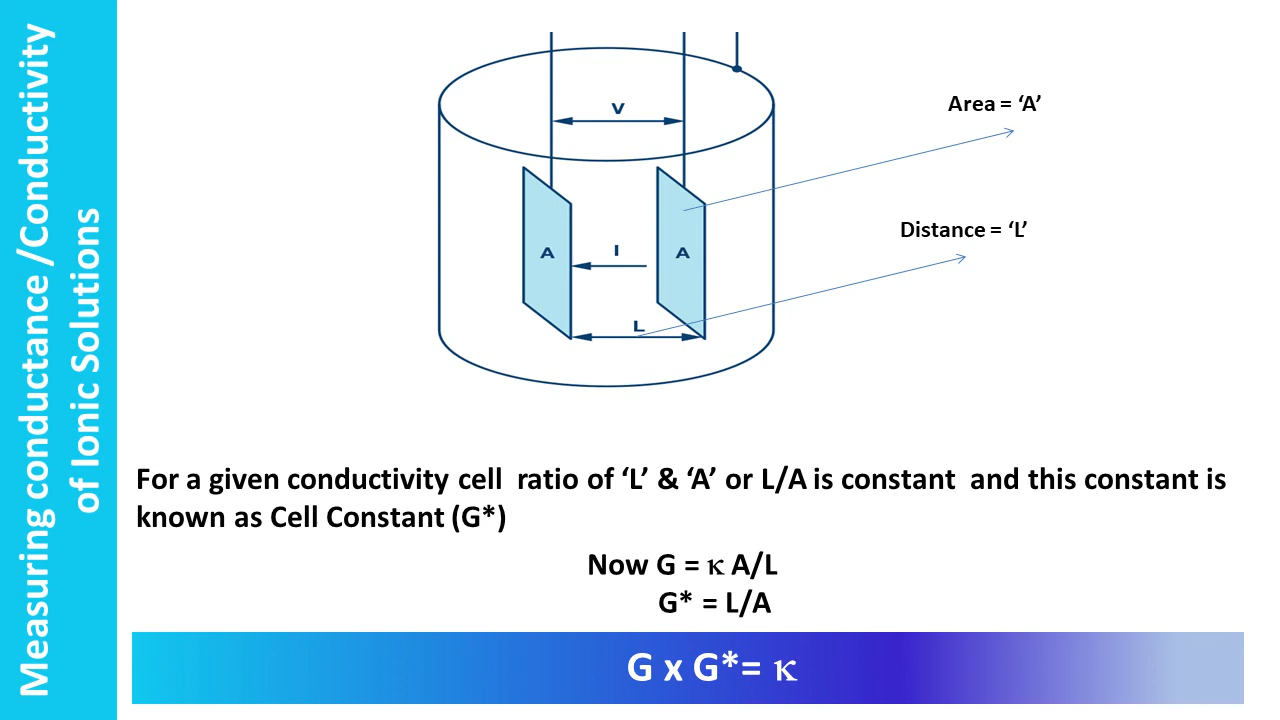 Measuring conductance /Conductivity
of Ionic Solutions
V
Area = ‘A’
Distance = ‘L’
A
I
A
L
For a given conductivity cell  ratio of ‘L’ & ‘A’ or L/A is constant  and this constant is
known as Cell Constant (G*)
Now G = κ A/L
G* = L/A
G x G*= κ